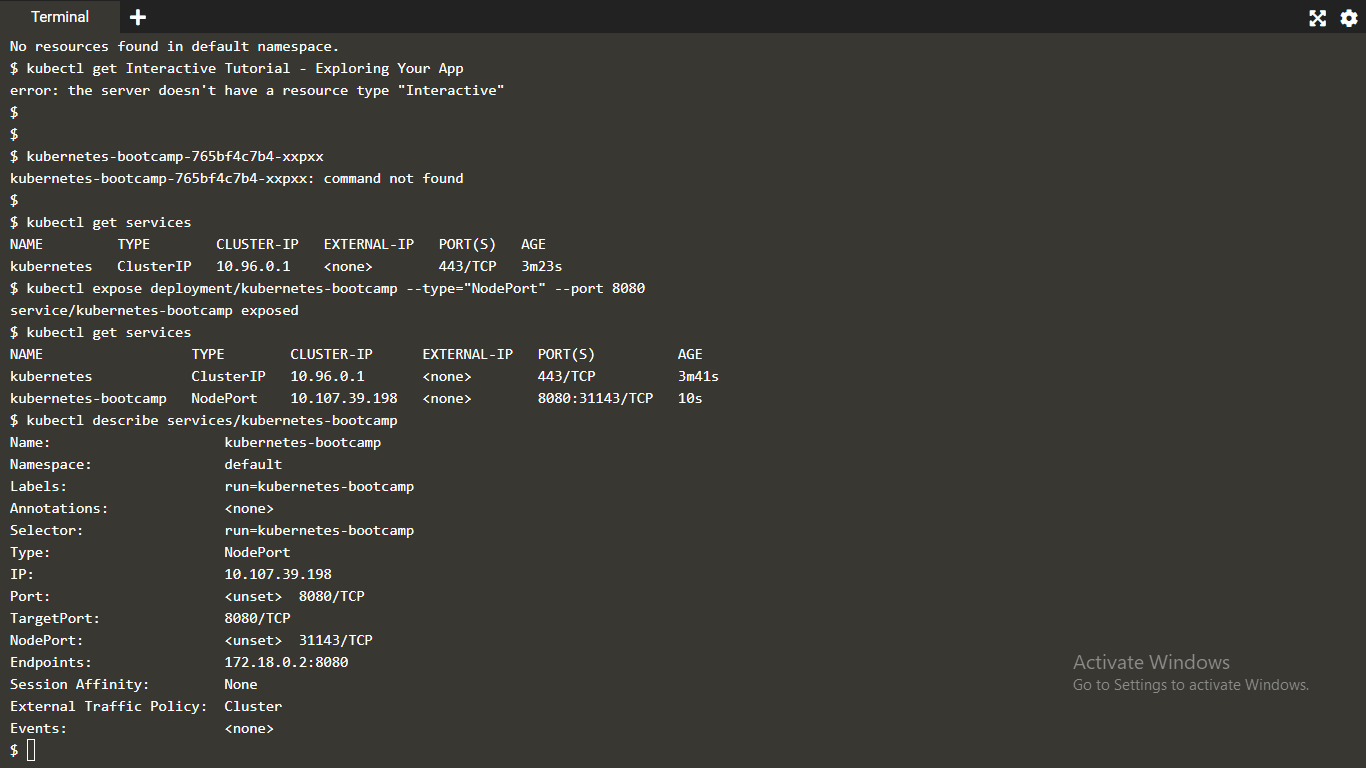 Terminal
No resources found in default namespace.
$ kubectl get Interactive Tutorial - Exploring Your App
error: the server doesn't have a resource type "Interactive"
$
$
$ kubernetes-bootcamp-765bf4c7b4-xxpxx
kubernetes-bootcamp-765bf4c7b4-xxpxx: command not found
$
$ kubectl get services
NAME         TYPE        CLUSTER-IP   EXTERNAL-IP   PORT(S)   AGE
kubernetes   ClusterIP   10.96.0.1    <none>        443/TCP   3m23s
$ kubectl expose deployment/kubernetes-bootcamp --type="NodePort" --port 8080
service/kubernetes-bootcamp exposed
$ kubectl get services
NAME                  TYPE        CLUSTER-IP      EXTERNAL-IP   PORT(S)          AGE
kubernetes            ClusterIP   10.96.0.1       <none>        443/TCP          3m41s
kubernetes-bootcamp   NodePort    10.107.39.198   <none>        8080:31143/TCP   10s
$ kubectl describe services/kubernetes-bootcamp
Name:                     kubernetes-bootcamp
Namespace:                default
Labels:                   run=kubernetes-bootcamp
Annotations:              <none>
Selector:                 run=kubernetes-bootcamp
Type:                     NodePort
IP:                       10.107.39.198
Port:                     <unset>  8080/TCP
TargetPort:               8080/TCP
NodePort:                 <unset>  31143/TCP
Endpoints:                172.18.0.2:8080
Session Affinity:         None
External Traffic Policy:  Cluster
Events:                   <none>
$
Activate Windows
Go to Settings to activate Windows.